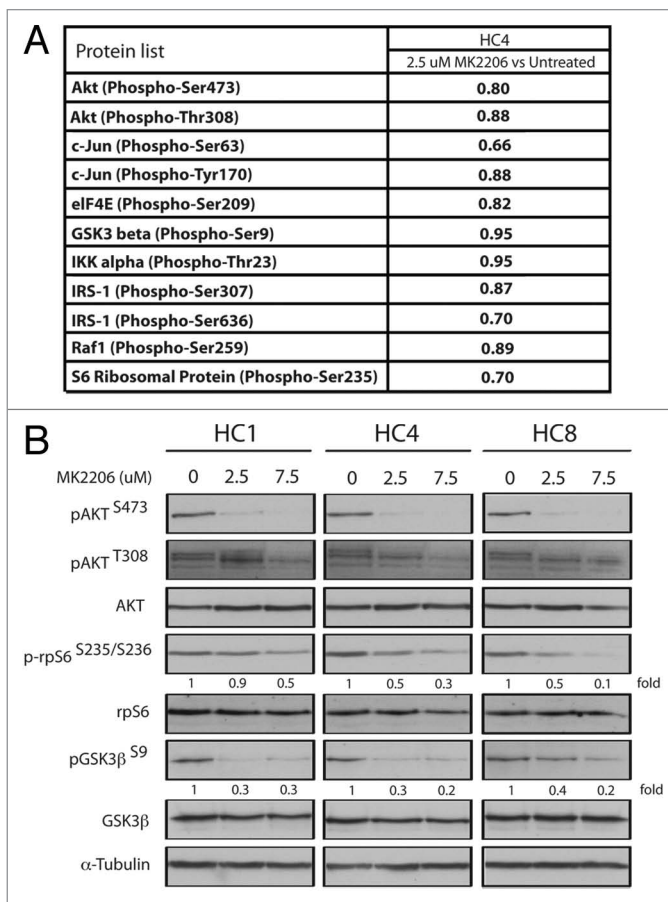 A
Protein list
HC4
2.5 uM MK2206 vs Untreated
Akt (Phospho-Ser473) 0.80
Akt (Phospho-Thr308) 0.88
c-Jun (Phospho-Ser63) 0.66
c-Jun (Phospho-Tyr170) 0.88
eIF4E (Phospho-Ser209) 0.82
GSK3 beta (Phospho-Ser9) 0.95
IKK alpha (Phospho-Thr23) 0.95
IRS-1 (Phospho-Ser307) 0.87
IRS-1 (Phospho-Ser636) 0.70
Raf1 (Phospho-Ser259) 0.89
S6 Ribosomal Protein (Phospho-Ser235) 0.70
B
HC1 HC4 HC8
MK2206 (uM) 0 2.5 7.5 0 2.5 7.5 0 2.5 7.5
pAKT S473
pAKT T308
AKT
p-rpS6 S235/S236
1 0.9 0.5 1 0.5 0.3 1 0.5 0.1 fold
rpS6
pGSK3β S9
1 0.3 0.3 1 0.3 0.2 1 0.4 0.2 fold
GSK3β
α-Tubulin